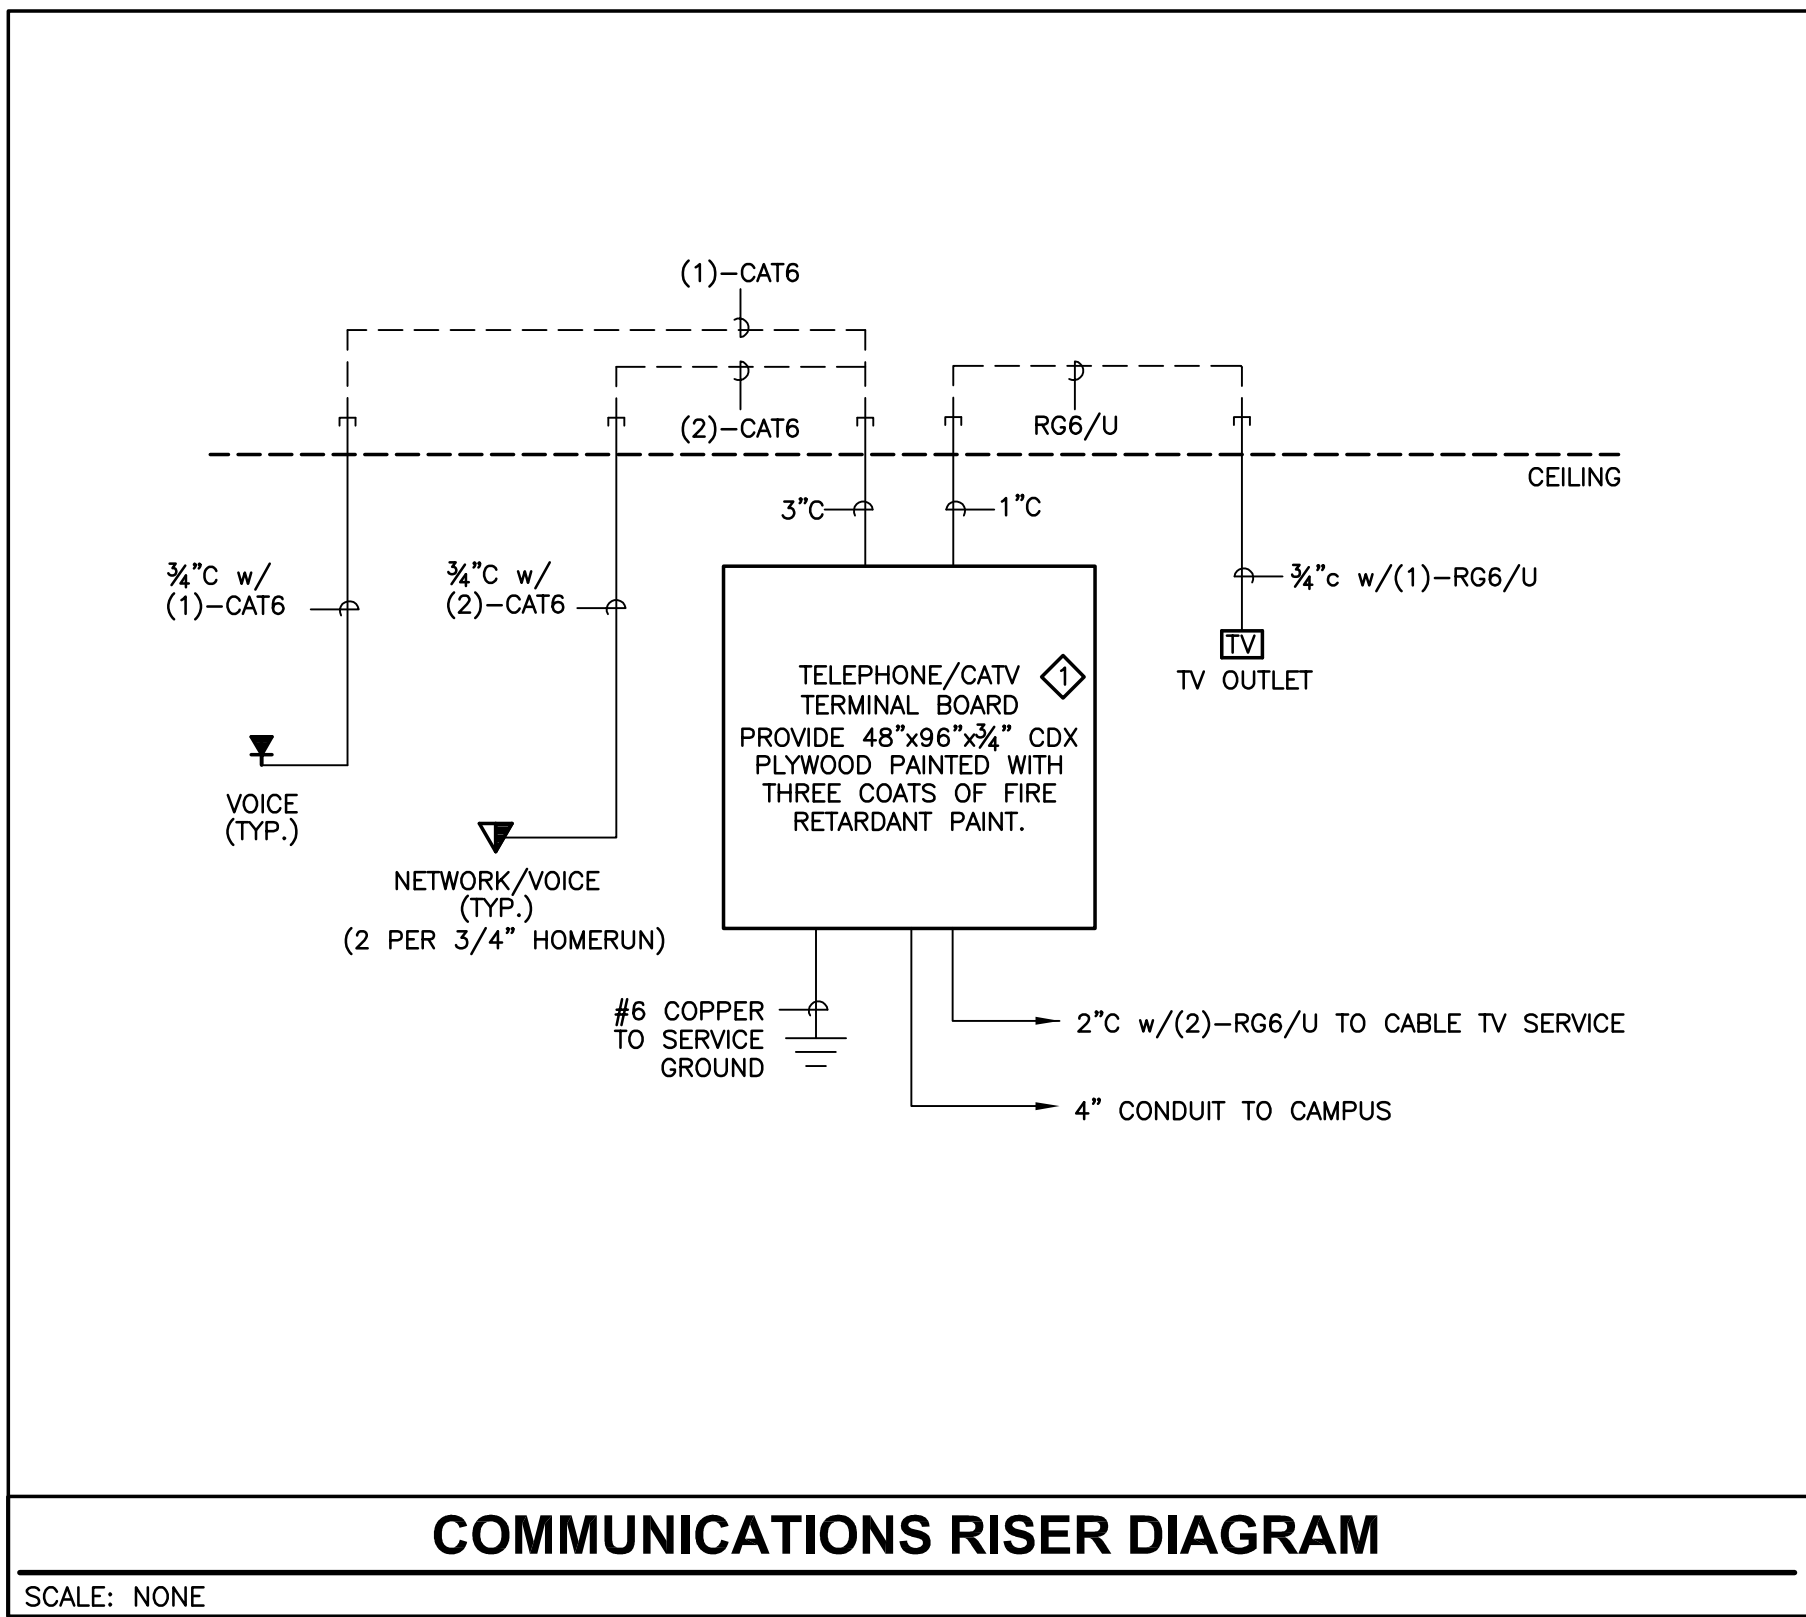 (1)-CAT6
(2)-CAT6
RG6/U
CEILING
3"C
1"C
¾"C w/
(1)-CAT6
¾"C w/
(2)-CAT6
¾"c w/(1)-RG6/U
TV
TV OUTLET
TELEPHONE/CATV
1
TERMINAL BOARD
PROVIDE 48"x96"x¾" CDX
PLYWOOD PAINTED WITH
THREE COATS OF FIRE
RETARDANT PAINT.
VOICE
(TYP.)
NETWORK/VOICE
(TYP.)
(2 PER 3/4" HOMERUN)
#6 COPPER
TO SERVICE
GROUND
2"C w/(2)-RG6/U TO CABLE TV SERVICE
4" CONDUIT TO CAMPUS
COMMUNICATIONS RISER DIAGRAM
SCALE: NONE